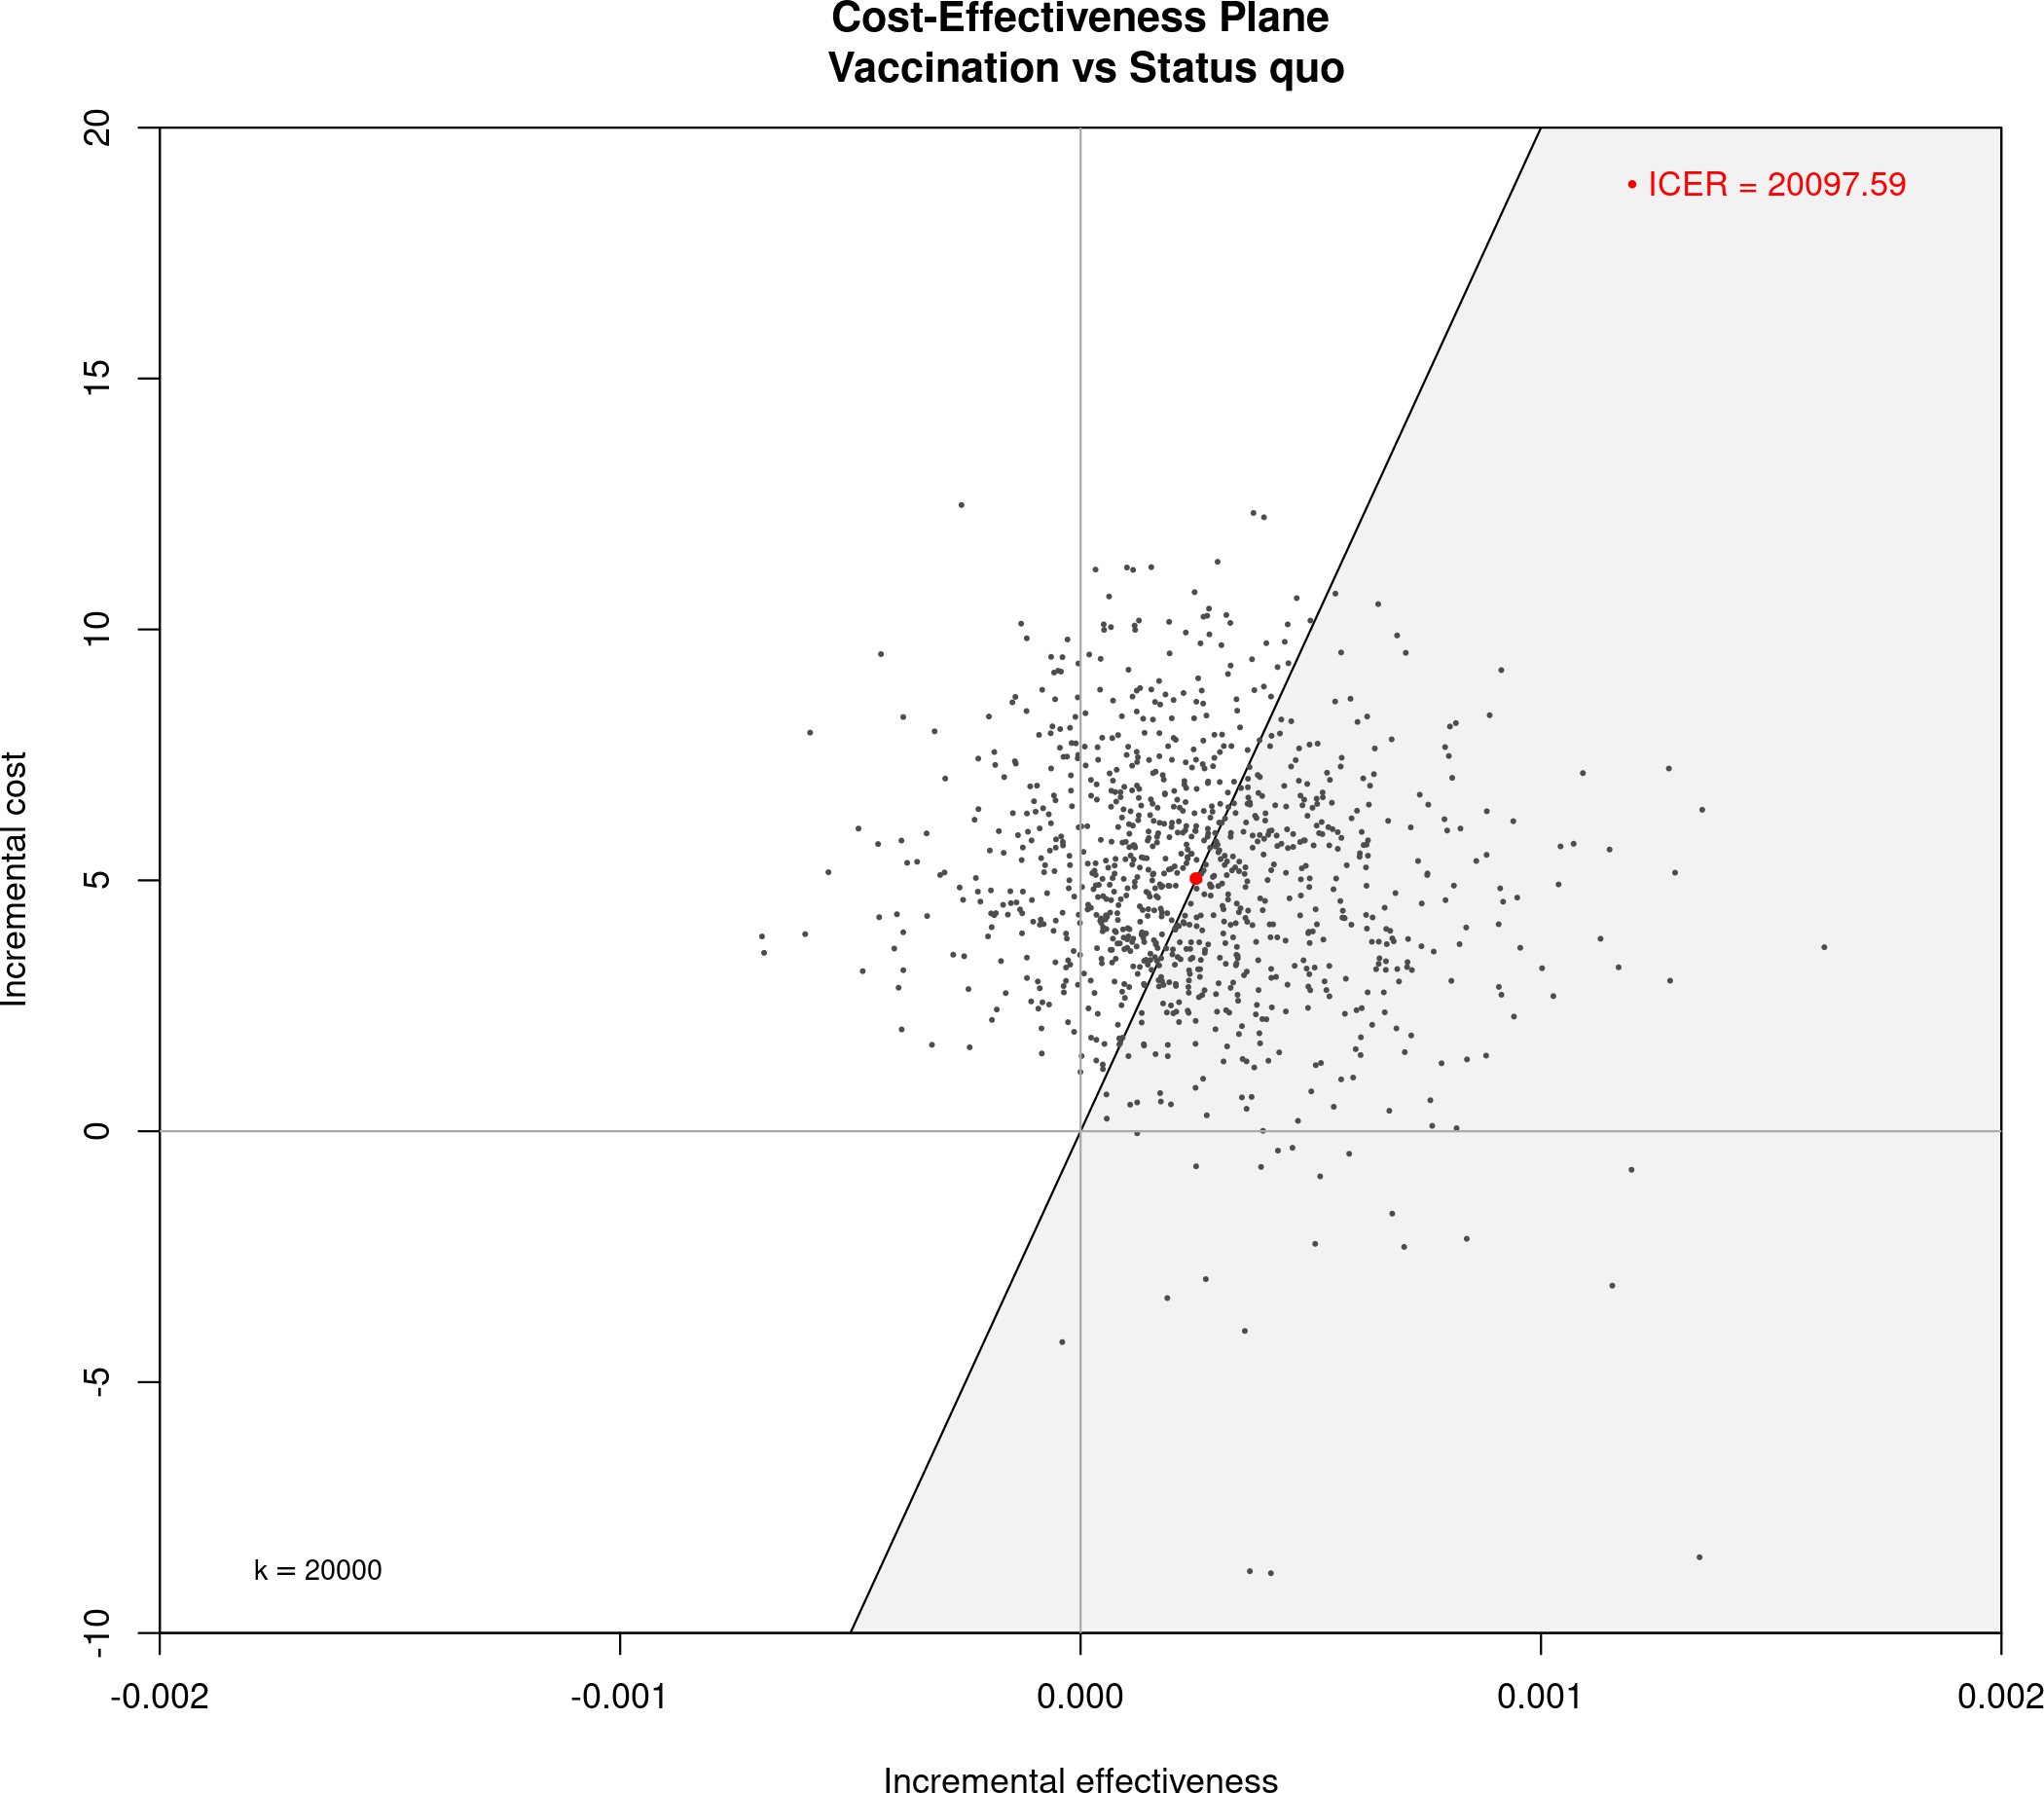 Cost-Effectiveness Plane
Vaccination vs Status quo
20
15
10
5
0
-5
-10
Incremental cost
• ICER = 20097.59
k = 20000
-0.002
-0.001
0.000
0.001
0.002
Incremental effectiveness